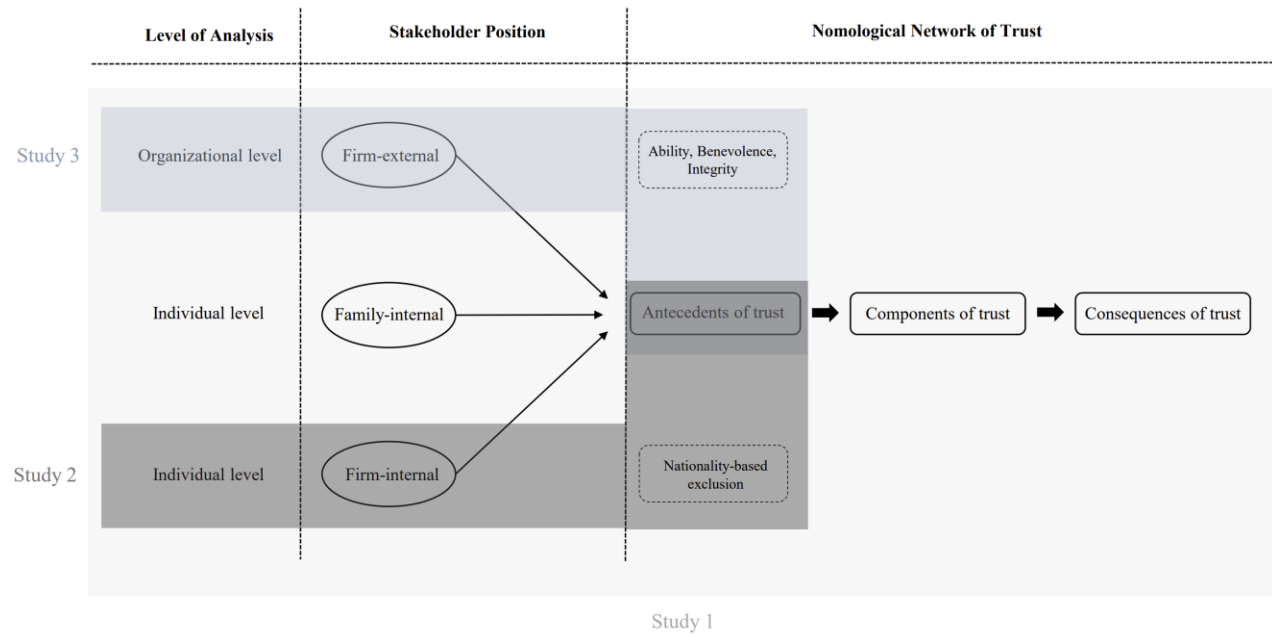 Level of Analysis
Stakeholder Position
Nomological Network of Trust
Study 3
Organizational level
Firm-external
Ability, Benevolence,
Integrity
Individual level
Family-internal
Antecedents of trust
Components of trust
Consequences of trust
Study 2
Individual level
Firm-internal
Nationality-based
exclusion
Study 1